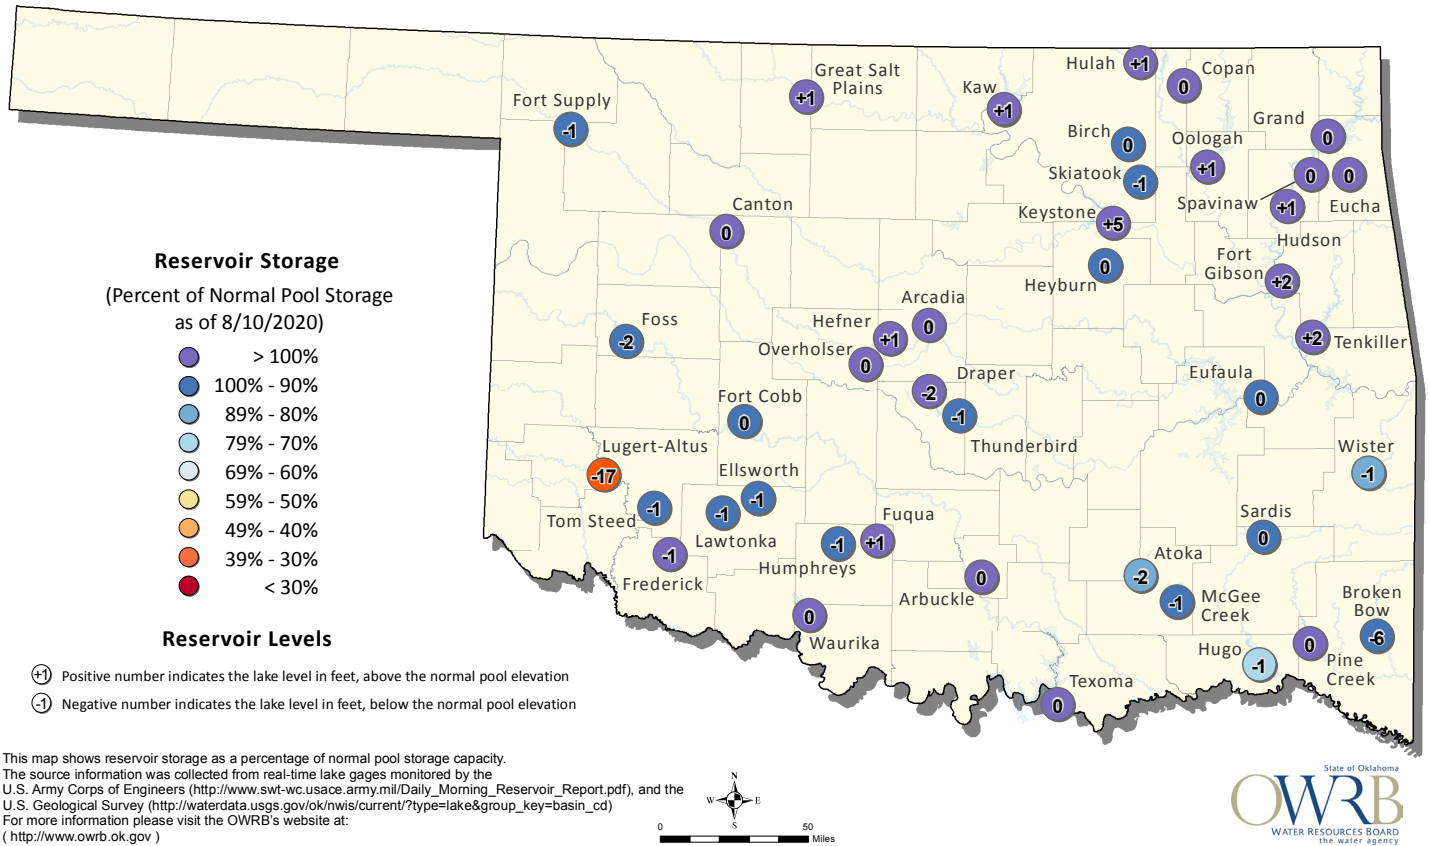 Great Salt
Plains
+1
Kaw
+1
Hulah
+1
Copan
0
Fort Supply
-1
Birch
0
Oologah
+1
Grand
0
Skiatook
-1
Spavinaw
0
0
Eucha
+1
Hudson
Canton
0
Keystone
+5
Heyburn
0
Fort
Gibson
+2
Foss
-2
Hefner
+1
Arcadia
0
Overholser
0
+2
Tenkiller
Draper
-2
Eufaula
0
Fort Cobb
0
-1
Thunderbird
Lugert-Altus
-17
Ellsworth
-1
Wister
-1
Tom Steed
-1
-1
Lawtonka
Fuqua
+1
Sardis
0
Frederick
-1
-1
Humphreys
Arbuckle
0
Atoka
-2
-1
McGee
Creek
Broken
Bow
-6
0
Waurika
Hugo
-1
0
Pine
Creek
Texoma
0
Reservoir Storage
(Percent of Normal Pool Storage
as of 8/10/2020)
> 100%
100% - 90%
89% - 80%
79% - 70%
69% - 60%
59% - 50%
49% - 40%
39% - 30%
< 30%
Reservoir Levels
+1 Positive number indicates the lake level in feet, above the normal pool elevation
-1 Negative number indicates the lake level in feet, below the normal pool elevation
This map shows reservoir storage as a percentage of normal pool storage capacity.
The source information was collected from real-time lake gages monitored by the
U.S. Army Corps of Engineers (http://www.swt-wc.usace.army.mil/Daily_Morning_Reservoir_Report.pdf), and the
U.S. Geological Survey (http://waterdata.usgs.gov/ok/nwis/current/?type=lake&group_key=basin_cd)
For more information please visit the OWRB's website at:
( http://www.owrb.ok.gov )
N
W E
S
0 50
Miles
State of Oklahoma
OWRB
WATER RESOURCES BOARD
the water agency